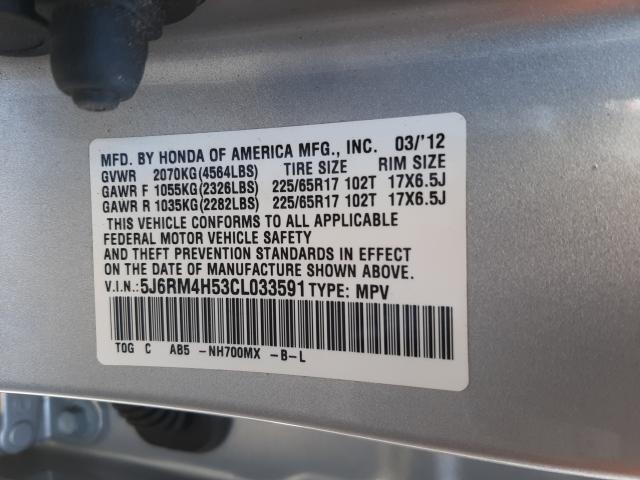 MFD. BY HONDA OF AMERICA MFG., INC. 03/'12
GVWR 2070KG(4564LBS) TIRE SIZE RIM SIZE
GAWR F 1055KG(2326LBS) 225/65R17 102T 17X6.5J
GAWR R 1035KG(2282LBS) 225/65R17 102T 17X6.5J
THIS VEHICLE CONFORMS TO ALL APPLICABLE
FEDERAL MOTOR VEHICLE SAFETY
AND THEFT PREVENTION STANDARDS IN EFFECT
ON THE DATE OF MANUFACTURE SHOWN ABOVE.
V.I.N.:5J6RM4H53CL033591 TYPE: MPV
TOG C AB5 -NH700MX -B-L